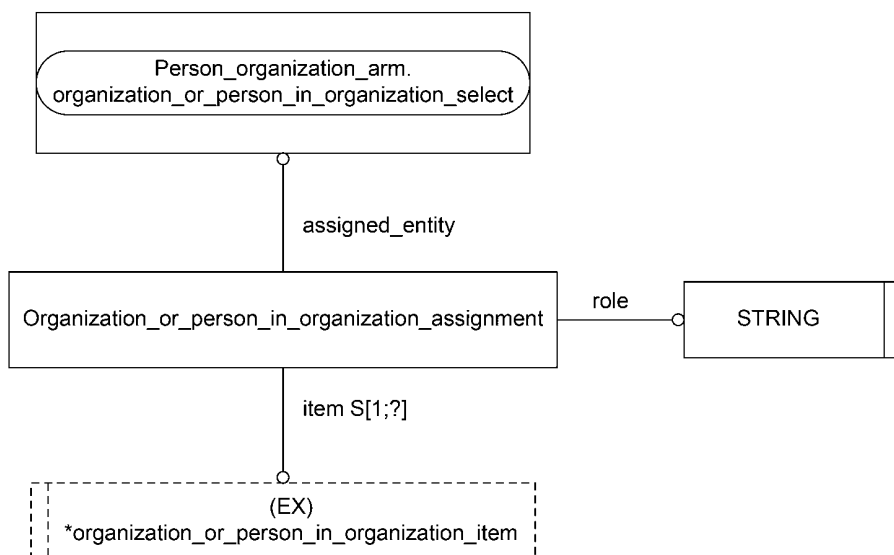 Person_organization_arm.
organization_or_person_in_organization_select
assigned_entity
Organization_or_person_in_organization_assignment
role
STRING
item S[1;?]
(EX)
*organization_or_person_in_organization_item